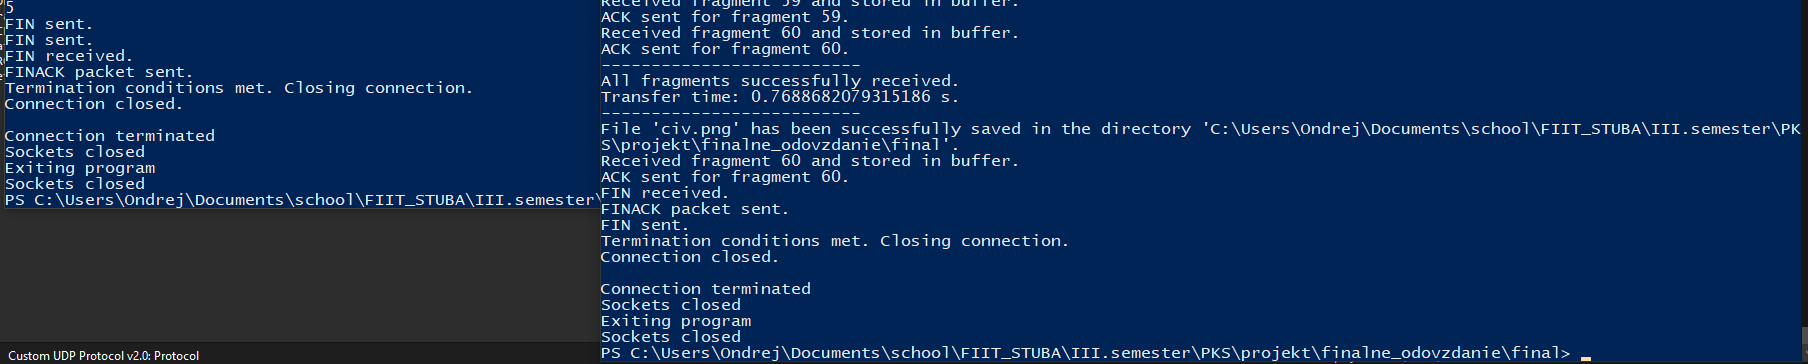 5
FIN sent.
FIN sent.
FIN received.
FINACK packet sent.
Termination conditions met. Closing connection.
Connection closed.
Connection terminated
Sockets closed
Exiting program
Sockets closed
PS C:\Users\Ondrej\Documents\school\FIIT_STUBA\III.semester\
Received fragment 59 and stored in buffer.
ACK sent for fragment 59.
Received fragment 60 and stored in buffer.
ACK sent for fragment 60.
--------------------------
All fragments successfully received.
Transfer time: 0.7688682079315186 s.
--------------------------
File 'civ.png' has been successfully saved in the directory 'C:\Users\Ondrej\Documents\school\FIIT_STUBA\III.semester\PK
S\projekt\finalne_odovzdanie\final'.
Received fragment 60 and stored in buffer.
ACK sent for fragment 60.
FIN received.
FINACK packet sent.
FIN sent.
Termination conditions met. Closing connection.
Connection closed.
Connection terminated
Sockets closed
Exiting program
Sockets closed
PS C:\Users\Ondrej\Documents\school\FIIT_STUBA\III.semester\PKS\projekt\finalne_odovzdanie\final>
Custom UDP Protocol v2.0: Protocol